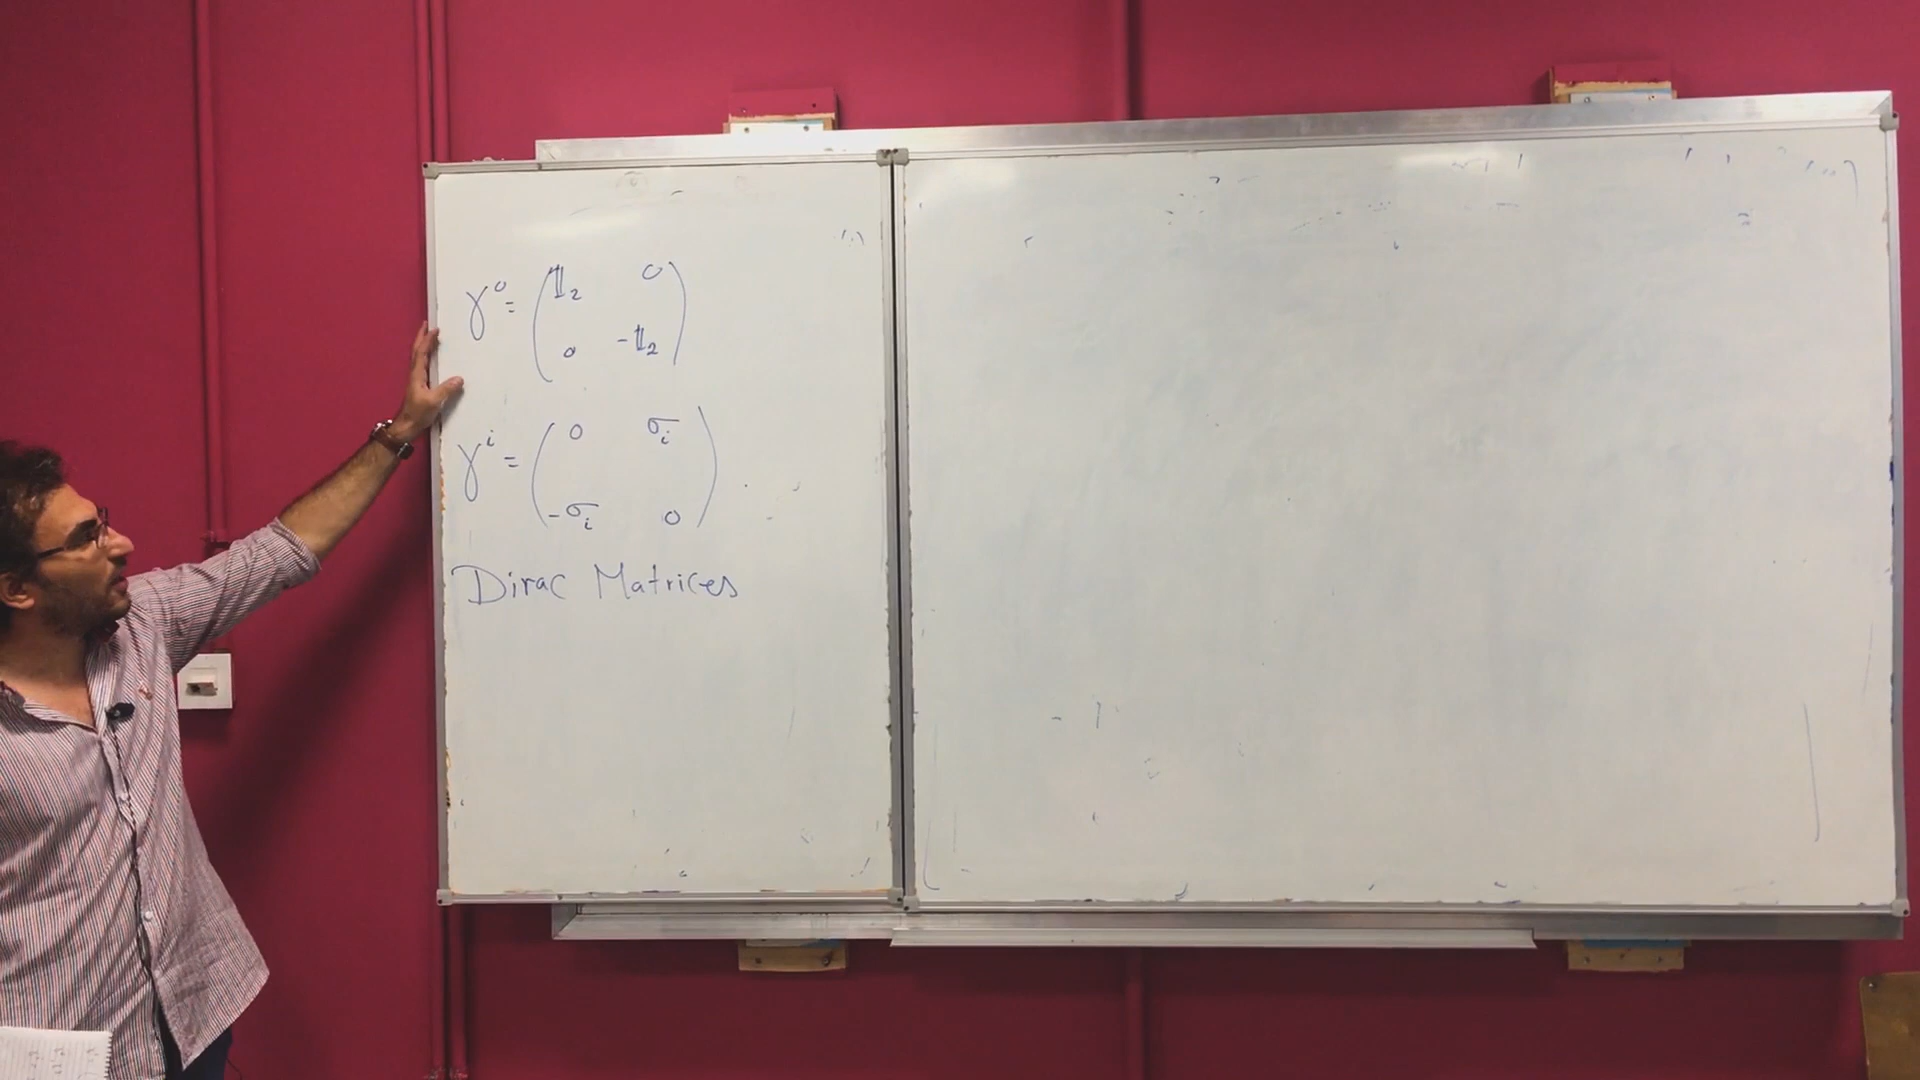 γ⁰ = ( 𝟙₂ 0
0 -𝟙₂ )
γⁱ = ( 0 σᵢ
-σᵢ 0 )
Dirac Matrices